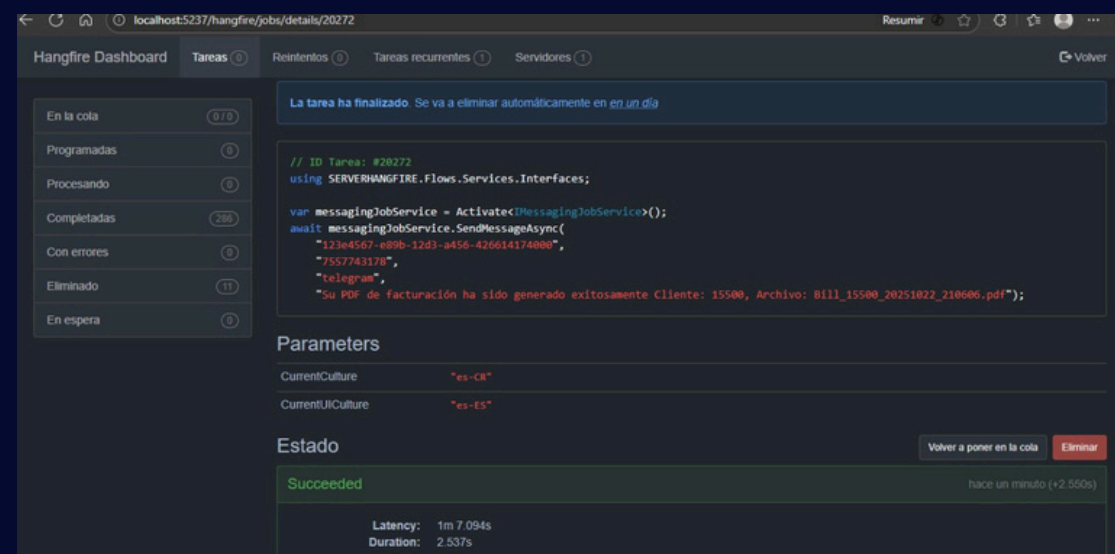 localhost:5237/hangfire/jobs/details/20272 Resumir
Hangfire Dashboard Tareas 0 Reintentos 0 Tareas recurrentes 1 Servidores 1 Volver
La tarea ha finalizado. Se va a eliminar automáticamente en en un día
En la cola 0 / 0
Programadas 0
Procesando 0
Completadas 286
Con errores 0
Eliminado 11
En espera 0
// ID Tarea: #20272
using SERVERHANGFIRE.Flows.Services.Interfaces;
var messagingJobService = Activate<IMessagingJobService>();
await messagingJobService.SendMessageAsync(
"123e4567-e89b-12d3-a456-426614174000",
"7557743178",
"telegram",
"Su PDF de facturación ha sido generado exitosamente Cliente: 15500, Archivo: Bill_15500_20251022_210606.pdf");
Parameters
CurrentCulture "es-CR"
CurrentUICulture "es-ES"
Estado
Volver a poner en la cola Eliminar
Succeeded hace un minuto (+2.550s)
Latency: 1m 7.094s
Duration: 2.537s